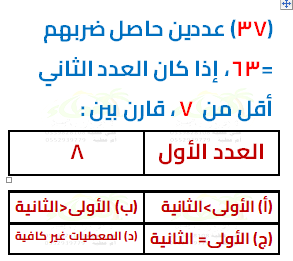 (٣٧) عددين حاصل ضربهم
=٦٣، إذا كان العدد الثاني
أقل من ٧ ، قارن بين :
العدد الأول ٨
(أ) الأولى>الثانية (ب) الأولى<الثانية
(ج) الأولى= الثانية (د) المعطيات غير كافية